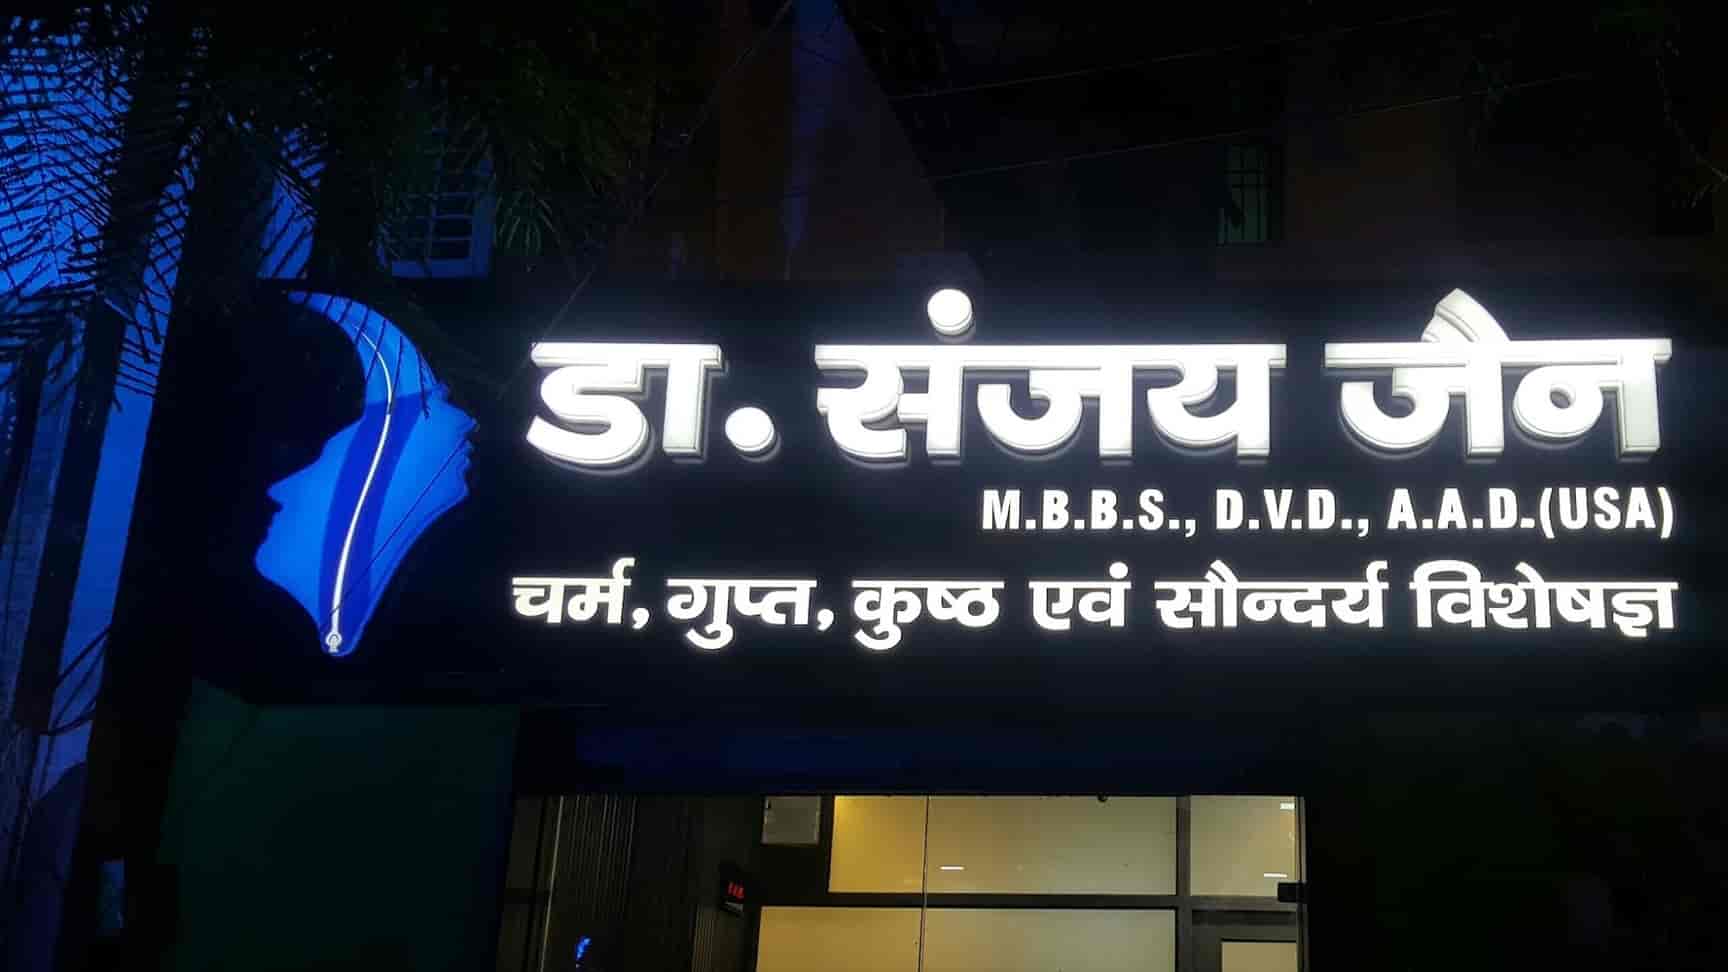 डा. संजय जैन
M.B.B.S., D.V.D., A.A.D.(USA)
चर्म, गुप्त, कुष्ठ एवं सौन्दर्य विशेषज्ञ